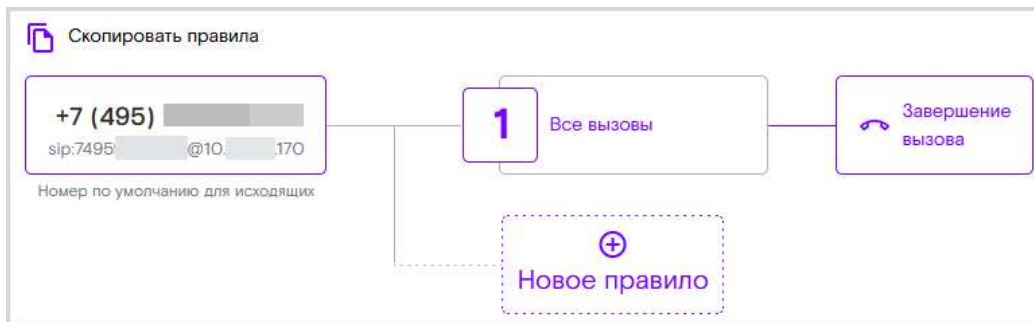 Скопировать правила
+7 (495)
sip:7495 @10. .170
Номер по умолчанию для исходящих
1
Все вызовы
Завершение
вызова
Новое правило